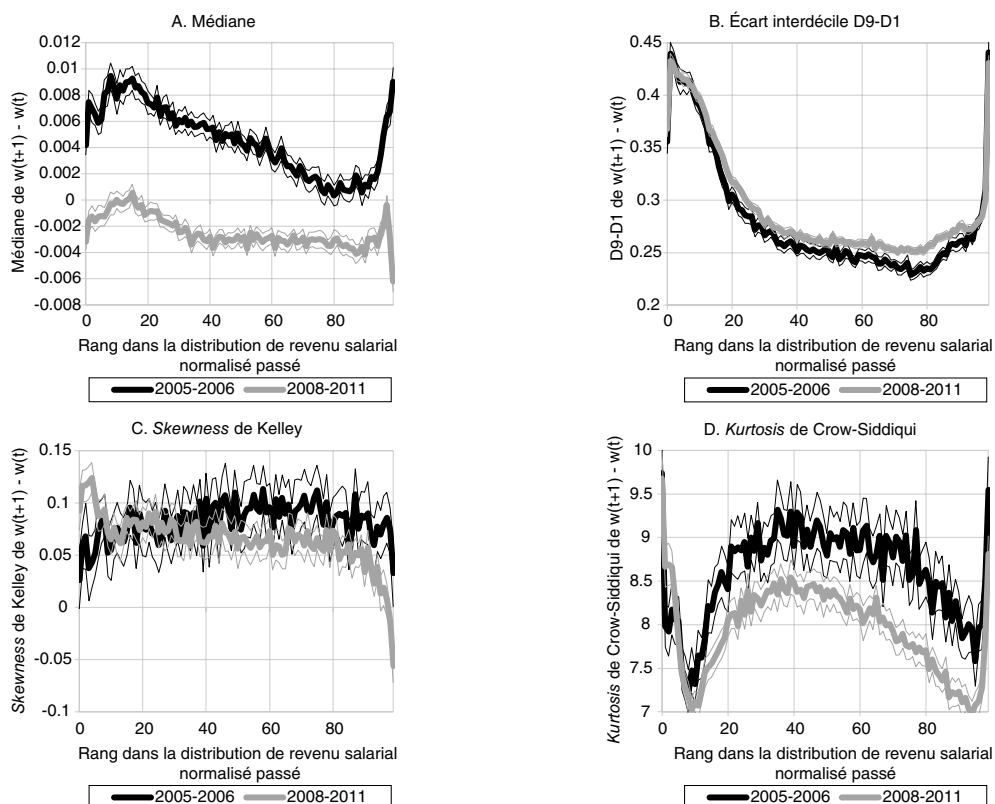 A. Médiane
0.012
0.01
0.008
0.006
0.004
0.002
0
-0.002
-0.004
-0.006
-0.008
Médiane de w(t+1) - w(t)
0 20 40 60 80
Rang dans la distribution de revenu salarial
normalisé passé
2005-2006 2008-2011
B. Écart interdécile D9-D1
0.45
0.4
0.35
0.3
0.25
0.2
D9-D1 de w(t+1) - w(t)
0 20 40 60 80
Rang dans la distribution de revenu salarial
normalisé passé
2005-2006 2008-2011
C. Skewness de Kelley
0.15
0.1
0.05
0
-0.05
-0.1
Skewness de Kelley de w(t+1) - w(t)
0 20 40 60 80
Rang dans la distribution de revenu salarial
normalisé passé
2005-2006 2008-2011
D. Kurtosis de Crow-Siddiqui
10
9.5
9
8.5
8
7.5
7
Kurtosis de Crow-Siddiqui de w(t+1) - w(t)
0 20 40 60 80
Rang dans la distribution de revenu salarial
normalisé passé
2005-2006 2008-2011